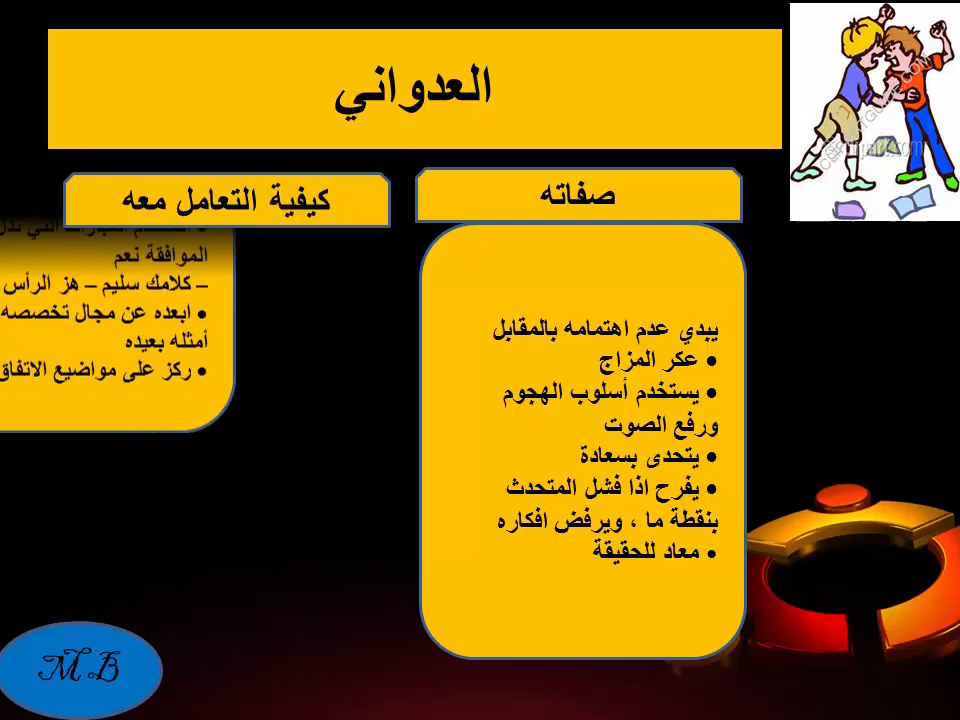 العدواني
صفاته
يبدي عدم اهتمامه بالمقابل
• عكر المزاج
• يستخدم أسلوب الهجوم
ورفع الصوت
• يتحدى بسعادة
• يفرح اذا فشل المتحدث
بنقطة ما ، ويرفض افكاره
• معاد للحقيقة
كيفية التعامل معه
الموافقة نعم
– كلامك سليم – هز الرأس
• ابعده عن مجال تخصصه
أمثله بعيده
• ركز على مواضيع الاتفاق
MB